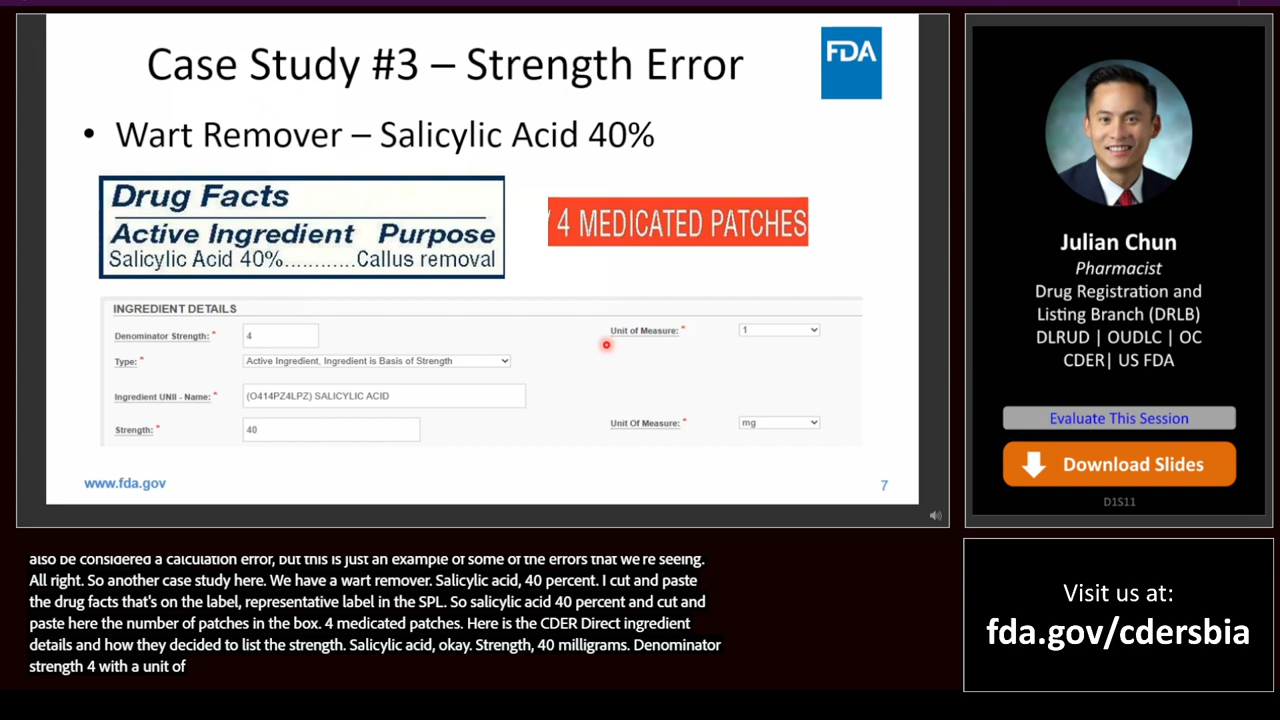 Case Study #3 – Strength Error
FDA
• Wart Remover – Salicylic Acid 40%
Drug Facts
Active Ingredient Purpose
Salicylic Acid 40%...........Callus removal
4 MEDICATED PATCHES
INGREDIENT DETAILS
Denominator Strength: * 4 Unit of Measure: * 1
Type: * Active Ingredient, Ingredient is Basis of Strength
Ingredient UNII - Name: * (O414PZ4LPZ) SALICYLIC ACID
Strength: * 40 Unit Of Measure: * mg
www.fda.gov
7
Julian Chun
Pharmacist
Drug Registration and
Listing Branch (DRLB)
DLRUD | OUDLC | OC
CDER| US FDA
Evaluate This Session
Download Slides
D1S11
also be considered a calculation error, but this is just an example of some of the errors that we're seeing.
All right. So another case study here. We have a wart remover. Salicylic acid, 40 percent. I cut and paste
the drug facts that's on the label, representative label in the SPL. So salicylic acid 40 percent and cut and
paste here the number of patches in the box. 4 medicated patches. Here is the CDER Direct ingredient
details and how they decided to list the strength. Salicylic acid, okay. Strength, 40 milligrams. Denominator
strength 4 with a unit of
Visit us at:
fda.gov/cdersbia